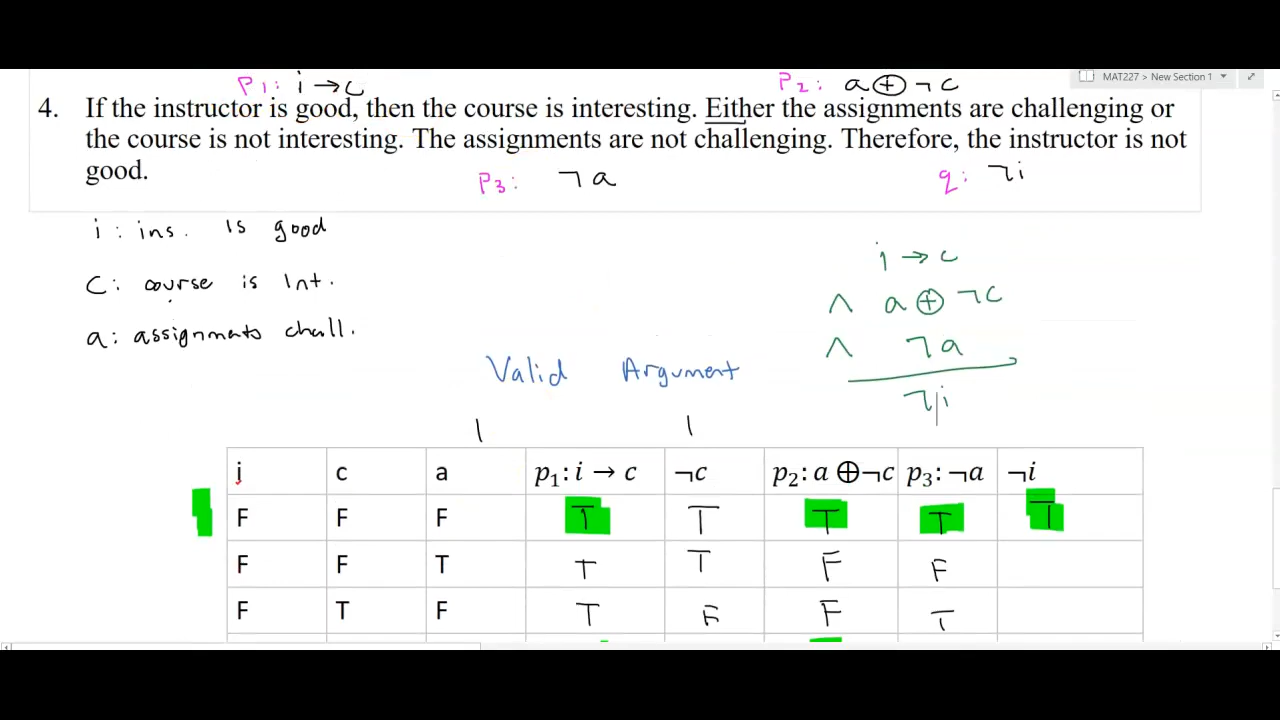 MAT227 > New Section 1
P1: i → c P2: a ⊕ ¬c
4. If the instructor is good, then the course is interesting. Either the assignments are challenging or
the course is not interesting. The assignments are not challenging. Therefore, the instructor is not
good.
P3: ¬a q: ¬i
i: ins. is good
C: course is Int.
a: assignments chall.
i → c
∧ a ⊕ ¬c
∧ ¬a
¬i
Valid Argument
i c a p₁: i → c ¬c p₂: a ⊕ ¬c p₃: ¬a ¬i
F F F T T T T T
F F T T T F F
F T F T F F T